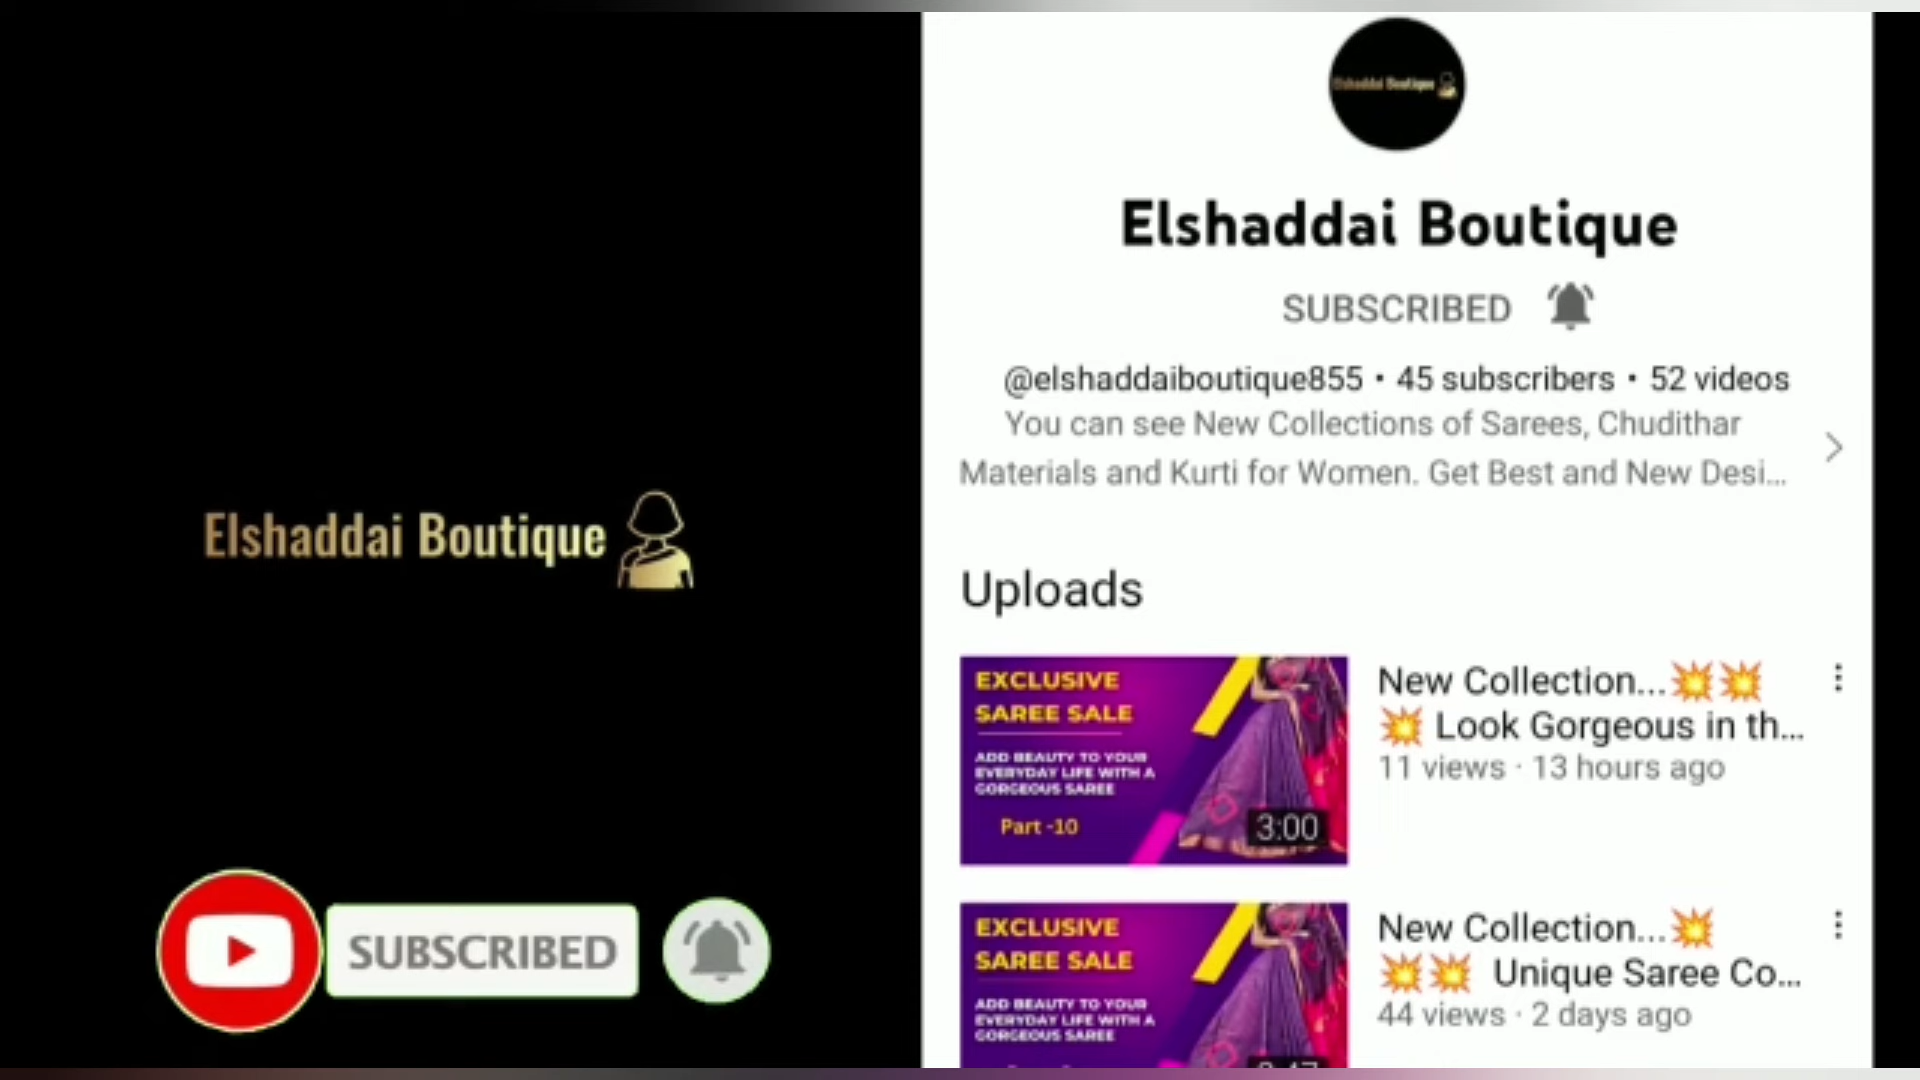 Elshaddai Boutique
SUBSCRIBED
Elshaddai Boutique
Elshaddai Boutique
SUBSCRIBED
@elshaddaiboutique855 • 45 subscribers • 52 videos
You can see New Collections of Sarees, Chudithar
Materials and Kurti for Women. Get Best and New Desi...
Uploads
EXCLUSIVE
SAREE SALE
ADD BEAUTY TO YOUR
EVERYDAY LIFE WITH A
GORGEOUS SAREE
Part -10
3:00
New Collection...💥💥
💥 Look Gorgeous in th...
11 views · 13 hours ago
EXCLUSIVE
SAREE SALE
ADD BEAUTY TO YOUR
EVERYDAY LIFE WITH A
GORGEOUS SAREE
New Collection...💥
💥💥 Unique Saree Co...
44 views · 2 days ago